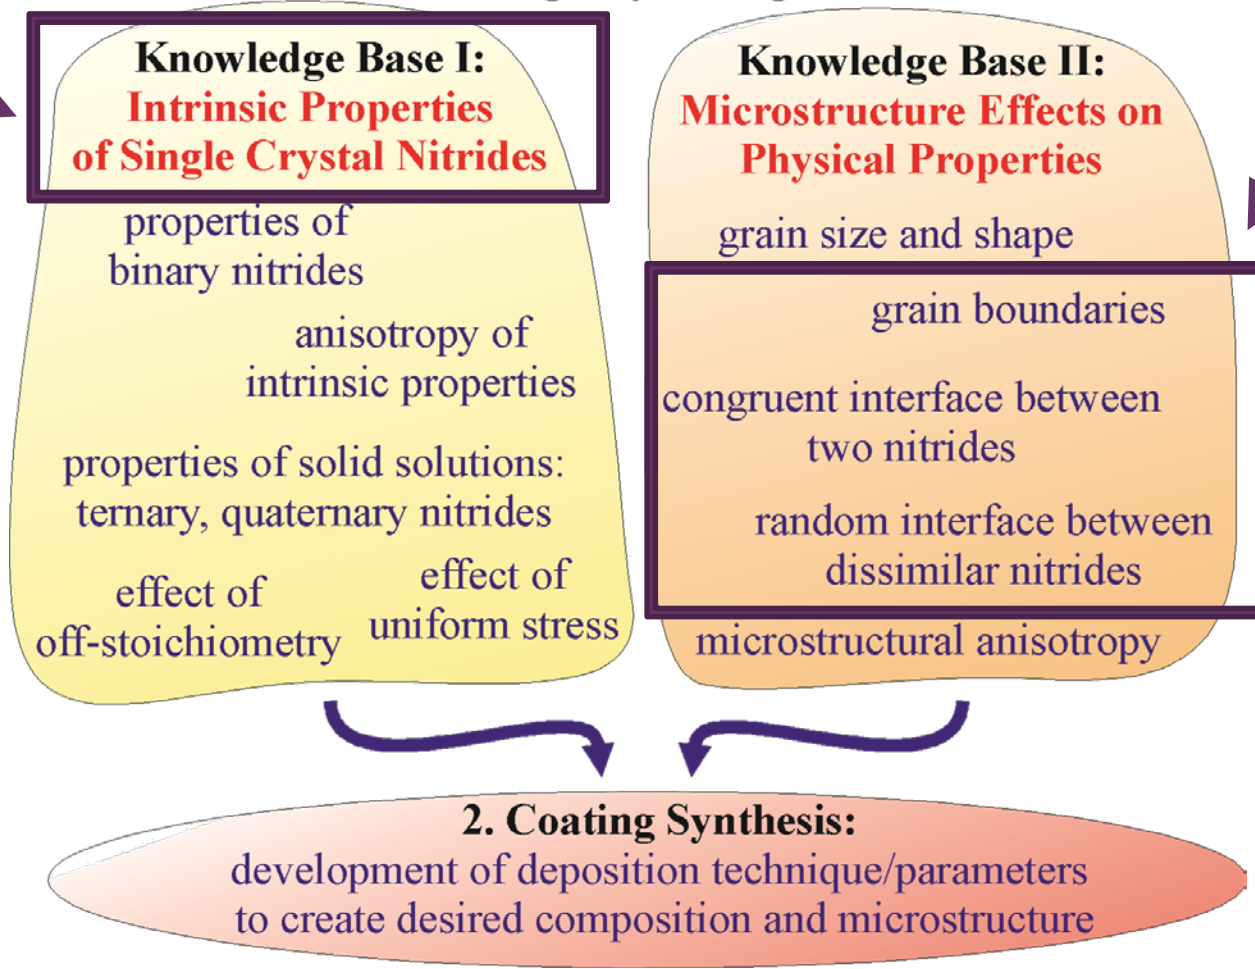 Knowledge Base I:
Intrinsic Properties
of Single Crystal Nitrides
properties of
binary nitrides
anisotropy of
intrinsic properties
properties of solid solutions:
ternary, quaternary nitrides
effect of
off-stoichiometry
effect of
uniform stress
Knowledge Base II:
Microstructure Effects on
Physical Properties
grain size and shape
grain boundaries
congruent interface between
two nitrides
random interface between
dissimilar nitrides
microstructural anisotropy
2. Coating Synthesis:
development of deposition technique/parameters
to create desired composition and microstructure